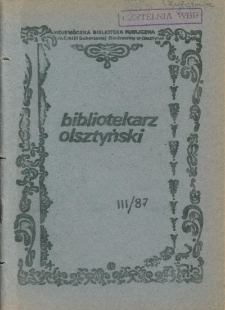 WOJEWÓDZKA BIBLIOTEKA PUBLICZNA
CZYTELNIA WBP
bibliotekarz
olsztyński
III/87